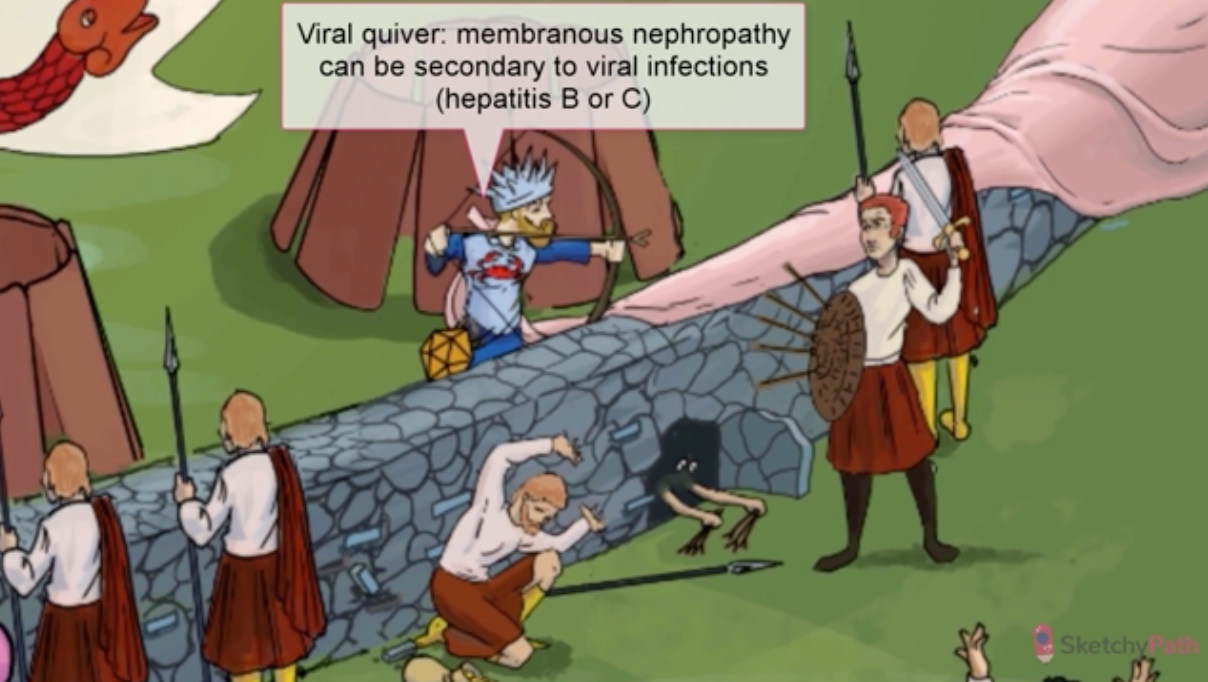 Viral quiver: membranous nephropathy
can be secondary to viral infections
(hepatitis B or C)
SketchyPath